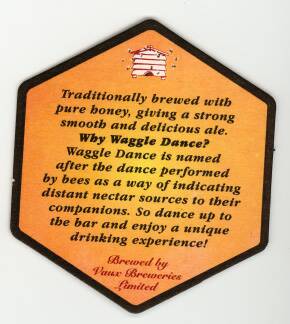 Traditionally brewed with
pure honey, giving a strong
smooth and delicious ale.
Why Waggle Dance?
Waggle Dance is named
after the dance performed
by bees as a way of indicating
distant nectar sources to their
companions. So dance up to
the bar and enjoy a unique
drinking experience!
Brewed by
Vaux Breweries
Limited